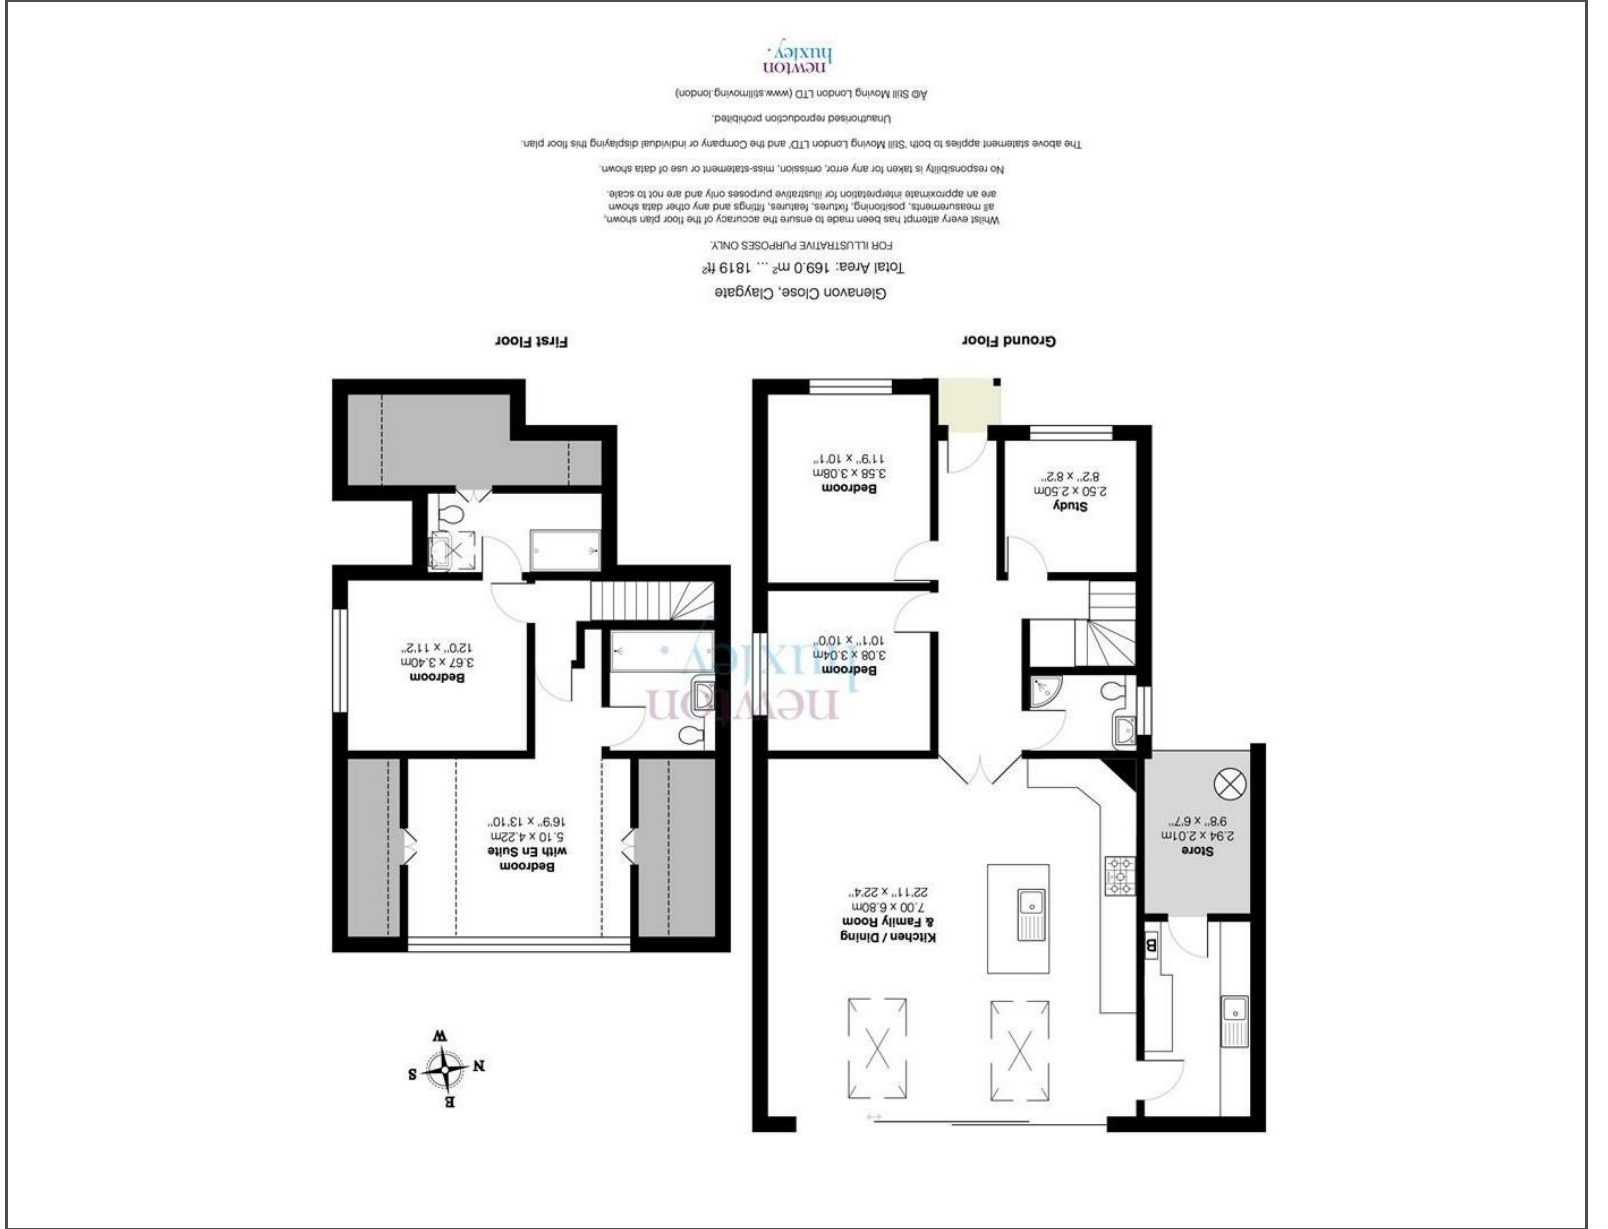 E
S
N
W
B
Kitchen / Dining
& Family Room
7.00 x 6.80m
22'11'' x 22'4''
Store
2.94 x 2.01m
9'8'' x 6'7''
Bedroom
with En Suite
5.10 x 4.22m
16'9'' x 13'10''
newton
huxley.
Bedroom
3.08 x 3.04m
10'1'' x 10'0''
Bedroom
3.67 x 3.40m
12'0'' x 11'2''
Study
2.50 x 2.50m
8'2'' x 8'2''
Bedroom
3.58 x 3.08m
11'9'' x 10'1''
Ground Floor
First Floor
Glenavon Close, Claygate
Total Area: 169.0 m² ... 1819 ft²
FOR ILLUSTRATIVE PURPOSES ONLY.
Whilst every attempt has been made to ensure the accuracy of the floor plan shown,
all measurements, positioning, fixtures, features, fittings and any other data shown
are an approximate interpretation for illustrative purposes only and are not to scale.
No responsibility is taken for any error, omission, miss-statement or use of data shown.
The above statement applies to both 'Still Moving London LTD' and the Company or individual displaying this floor plan.
Unauthorised reproduction prohibited.
Â© Still Moving London LTD (www.stillmoving.london)
newton
huxley.